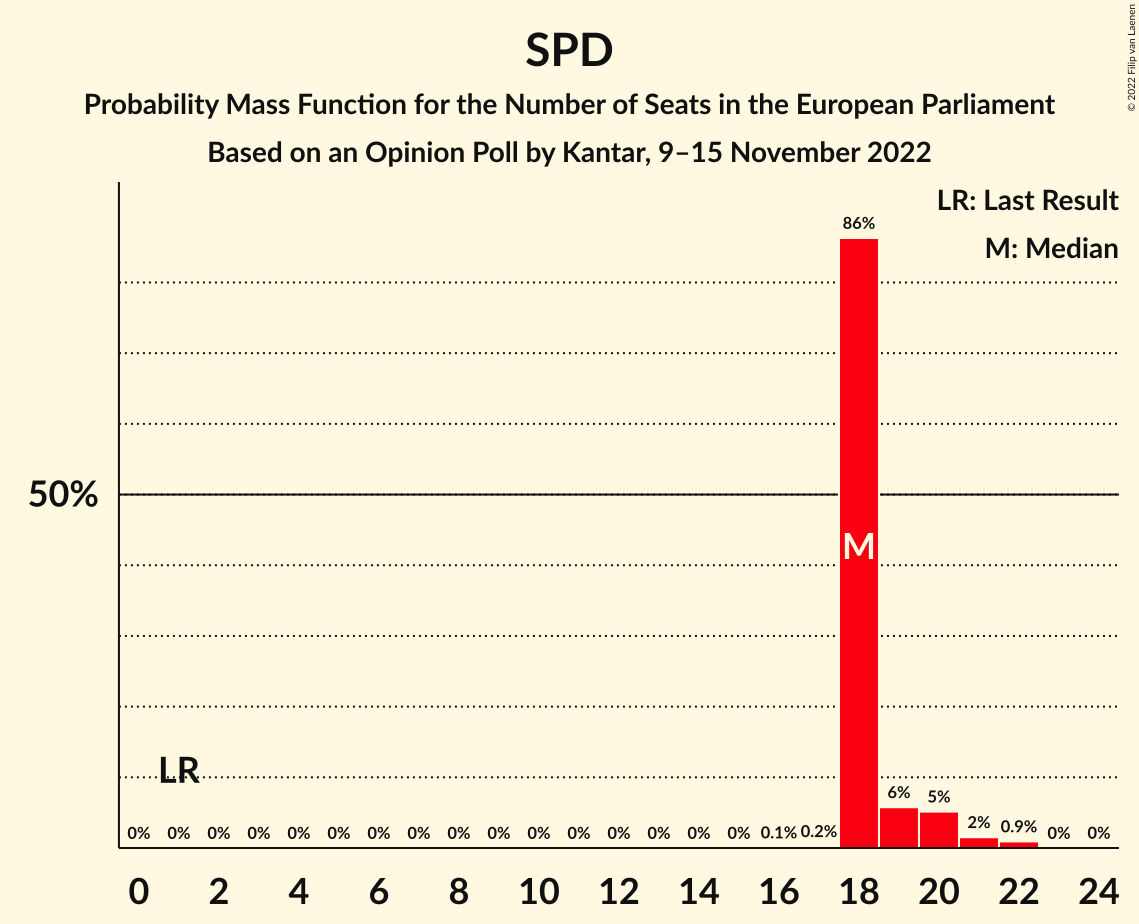 SPD
Probability Mass Function for the Number of Seats in the European Parliament
Based on an Opinion Poll by Kantar, 9–15 November 2022
© 2022 Filip van Laenen
LR: Last Result
M: Median
86%
50%
M
LR
0% 0% 0% 0% 0% 0% 0% 0% 0% 0% 0% 0% 0% 0% 0% 0% 0.1% 0.2% 6% 5% 2% 0.9% 0% 0%
0 2 4 6 8 10 12 14 16 18 20 22 24